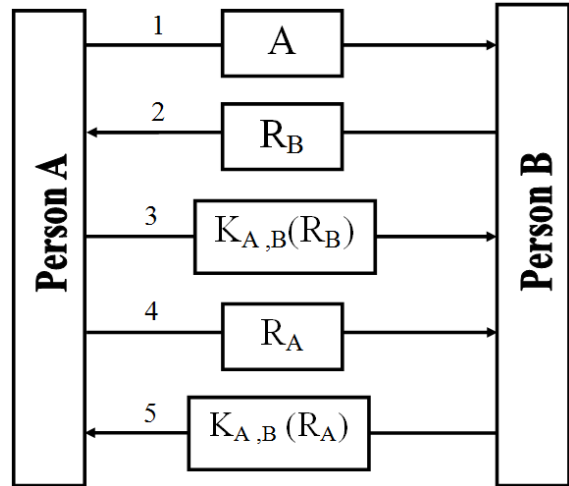 Person A
1
A
2
R_B
3
K_A ,B(R_B)
4
R_A
5
K_A ,B (R_A)
Person B